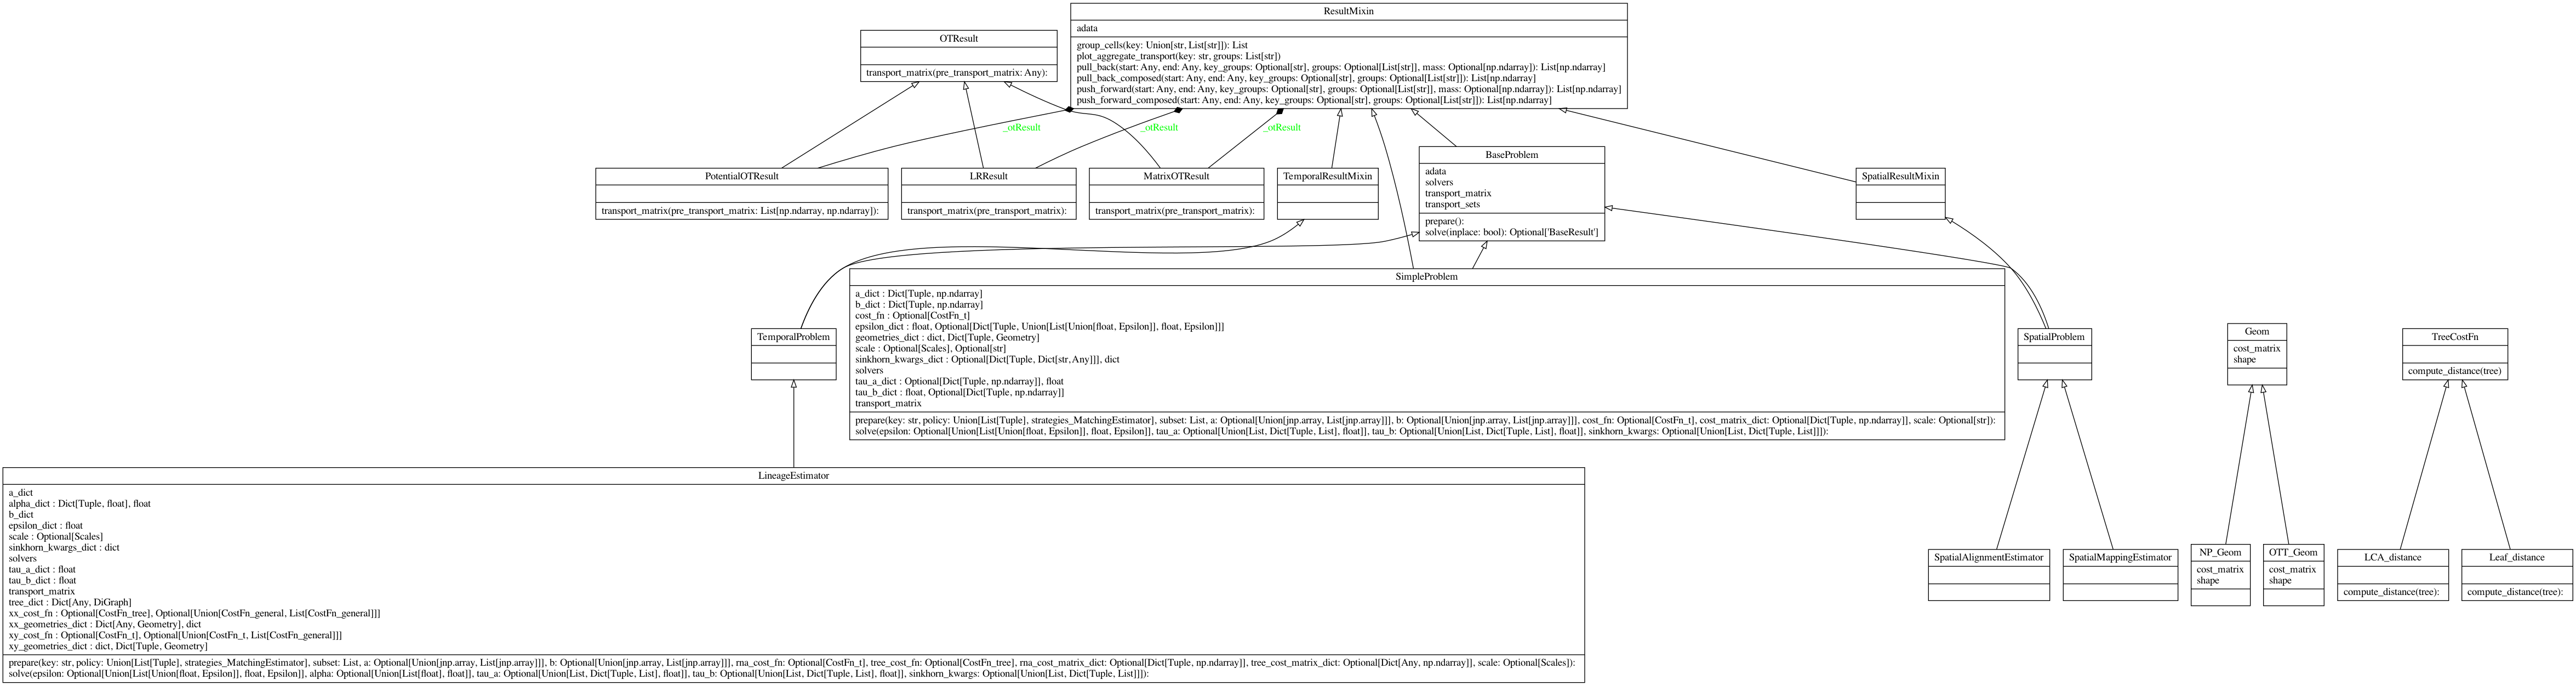 ResultMixin
adata
group_cells(key: Union[str, List[str]]): List
plot_aggregate_transport(key: str, groups: List[str])
pull_back(start: Any, end: Any, key_groups: Optional[str], groups: Optional[List[str]], mass: Optional[np.ndarray]): List[np.ndarray]
pull_back_composed(start: Any, end: Any, key_groups: Optional[str], groups: Optional[List[str]]): List[np.ndarray]
push_forward(start: Any, end: Any, key_groups: Optional[str], groups: Optional[List[str]], mass: Optional[np.ndarray]): List[np.ndarray]
push_forward_composed(start: Any, end: Any, key_groups: Optional[str], groups: Optional[List[str]]): List[np.ndarray]
OTResult
transport_matrix(pre_transport_matrix: Any):
_otResult
_otResult
_otResult
PotentialOTResult
transport_matrix(pre_transport_matrix: List[np.ndarray, np.ndarray]):
LRResult
transport_matrix(pre_transport_matrix):
MatrixOTResult
transport_matrix(pre_transport_matrix):
TemporalResultMixin
BaseProblem
adata
solvers
transport_matrix
transport_sets
prepare():
solve(inplace: bool): Optional['BaseResult']
SpatialResultMixin
TemporalProblem
SimpleProblem
a_dict : Dict[Tuple, np.ndarray]
b_dict : Dict[Tuple, np.ndarray]
cost_fn : Optional[CostFn_t]
epsilon_dict : float, Optional[Dict[Tuple, Union[List[Union[float, Epsilon]], float, Epsilon]]]
geometries_dict : dict, Dict[Tuple, Geometry]
scale : Optional[Scales], Optional[str]
sinkhorn_kwargs_dict : Optional[Dict[Tuple, Dict[str,Any]]], dict
solvers
tau_a_dict : Optional[Dict[Tuple, np.ndarray]], float
tau_b_dict : float, Optional[Dict[Tuple, np.ndarray]]
transport_matrix
prepare(key: str, policy: Union[List[Tuple], strategies_MatchingEstimator], subset: List, a: Optional[Union[jnp.array, List[jnp.array]]], b: Optional[Union[jnp.array, List[jnp.array]]], cost_fn: Optional[CostFn_t], cost_matrix_dict: Optional[Dict[Tuple, np.ndarray]], scale: Optional[str]):
solve(epsilon: Optional[Union[List[Union[float, Epsilon]], float, Epsilon]], tau_a: Optional[Union[List, Dict[Tuple, List], float]], tau_b: Optional[Union[List, Dict[Tuple, List], float]], sinkhorn_kwargs: Optional[Union[List, Dict[Tuple, List]]]):
SpatialProblem
Geom
cost_matrix
shape
TreeCostFn
compute_distance(tree)
LineageEstimator
a_dict
alpha_dict : Dict[Tuple, float], float
b_dict
epsilon_dict : float
scale : Optional[Scales]
sinkhorn_kwargs_dict : dict
solvers
tau_a_dict : float
tau_b_dict : float
transport_matrix
tree_dict : Dict[Any, DiGraph]
xx_cost_fn : Optional[CostFn_tree], Optional[Union[CostFn_general, List[CostFn_general]]]
xx_geometries_dict : Dict[Any, Geometry], dict
xy_cost_fn : Optional[CostFn_t], Optional[Union[CostFn_t, List[CostFn_general]]]
xy_geometries_dict : dict, Dict[Tuple, Geometry]
prepare(key: str, policy: Union[List[Tuple], strategies_MatchingEstimator], subset: List, a: Optional[Union[jnp.array, List[jnp.array]]], b: Optional[Union[jnp.array, List[jnp.array]]], rna_cost_fn: Optional[CostFn_t], tree_cost_fn: Optional[CostFn_tree], rna_cost_matrix_dict: Optional[Dict[Tuple, np.ndarray]], tree_cost_matrix_dict: Optional[Dict[Any, np.ndarray]], scale: Optional[Scales]):
solve(epsilon: Optional[Union[List[Union[float, Epsilon]], float, Epsilon]], alpha: Optional[Union[List[float], float]], tau_a: Optional[Union[List, Dict[Tuple, List], float]], tau_b: Optional[Union[List, Dict[Tuple, List], float]], sinkhorn_kwargs: Optional[Union[List, Dict[Tuple, List]]]):
SpatialAlignmentEstimator
SpatialMappingEstimator
NP_Geom
cost_matrix
shape
OTT_Geom
cost_matrix
shape
LCA_distance
compute_distance(tree):
Leaf_distance
compute_distance(tree):